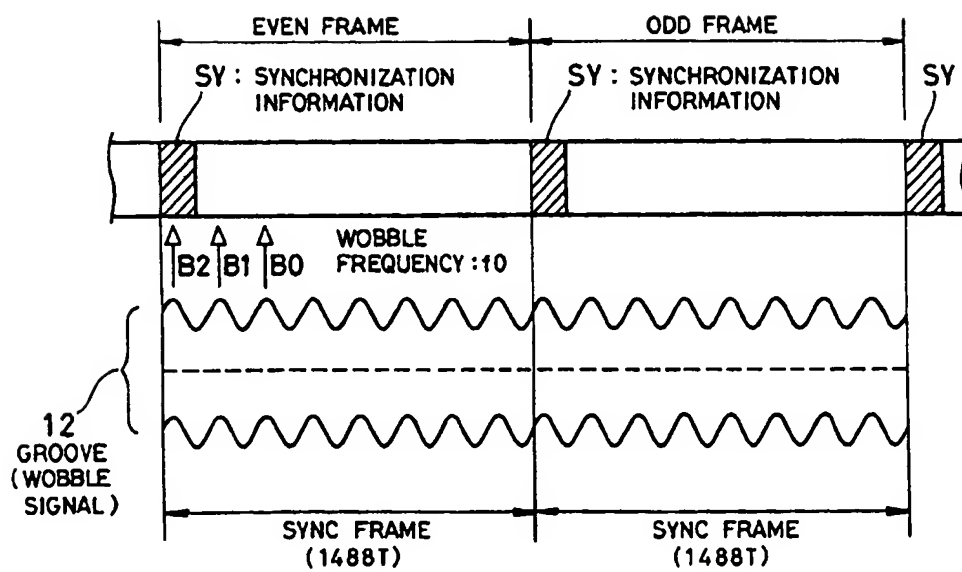 EVEN FRAME
ODD FRAME
SY : SYNCHRONIZATION
INFORMATION
SY : SYNCHRONIZATION
INFORMATION
SY
B2
B1
B0
WOBBLE
FREQUENCY : f0
12
GROOVE
(WOBBLE
SIGNAL)
SYNC FRAME
(1488T)
SYNC FRAME
(1488T)